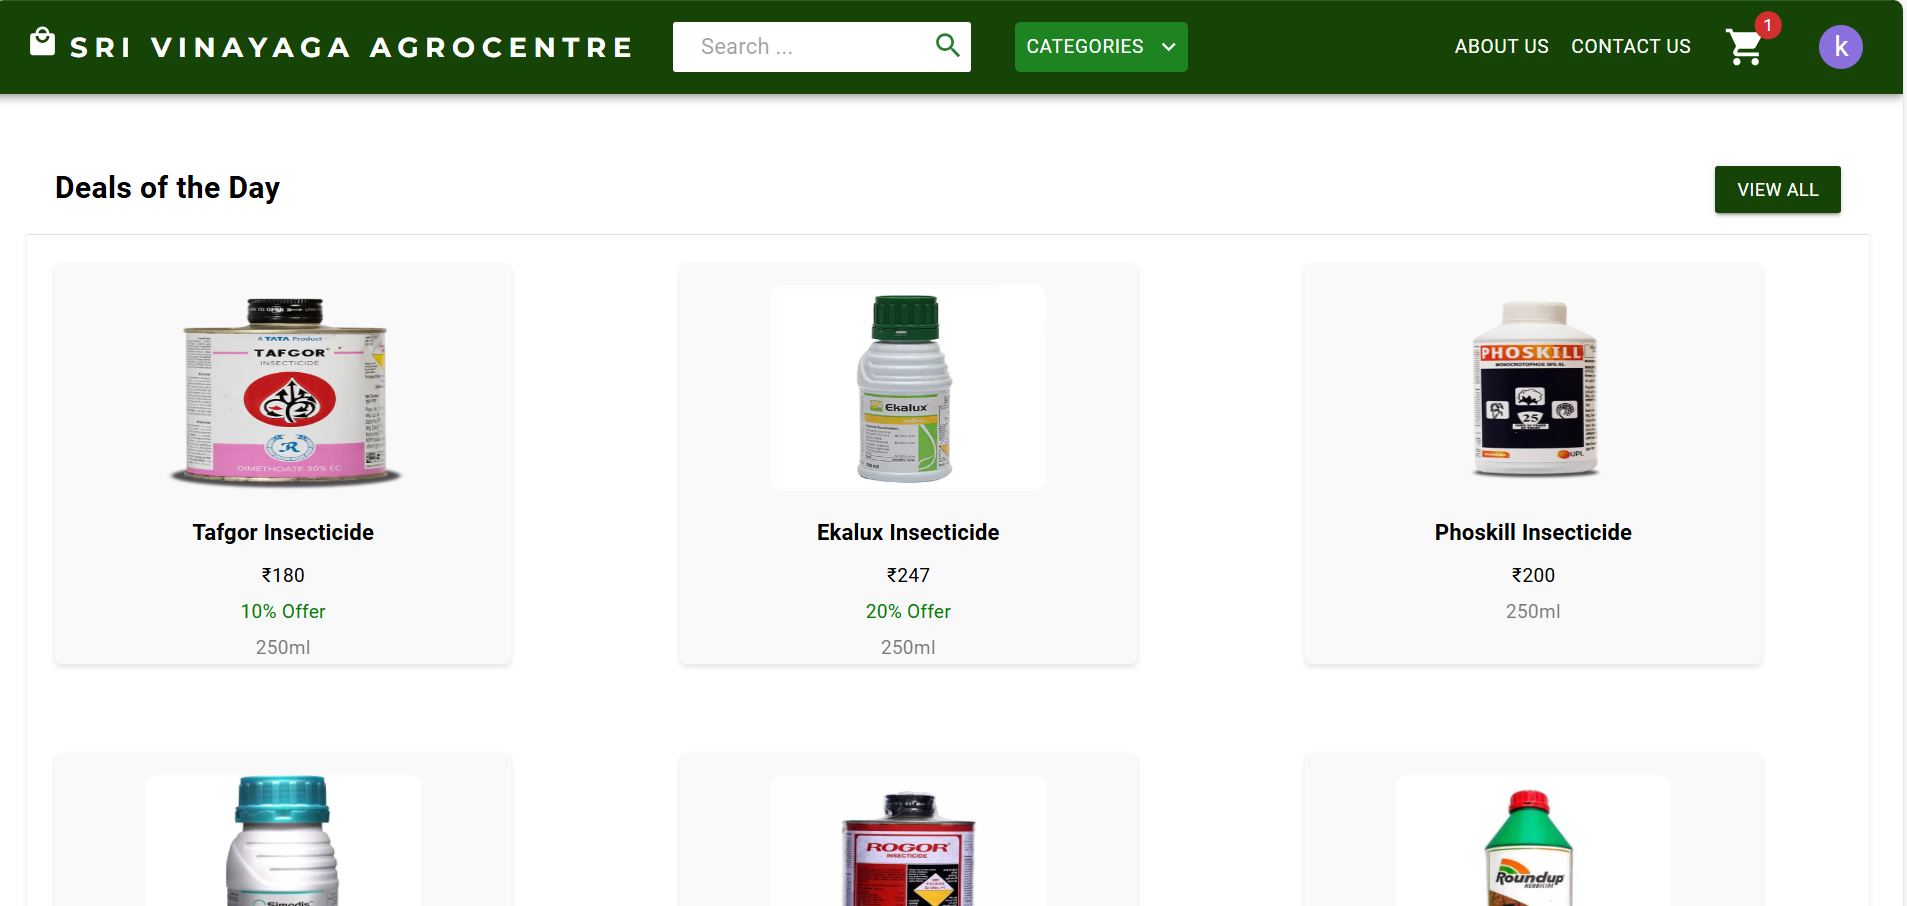 SRI VINAYAGA AGROCENTRE
Search ...
CATEGORIES
ABOUT US
CONTACT US
1
k
Deals of the Day
VIEW ALL
A TATA Product
TAFGOR
INSECTICIDE
DIMETHOATE 30% EC
Tafgor Insecticide
₹180
10% Offer
250ml
Ekalux
Ekalux Insecticide
₹247
20% Offer
250ml
PHOSKILL
MONOCROTOPHOS 36% SL
25
UPL
Phoskill Insecticide
₹200
250ml
Simodis
ROGOR
INSECTICIDE
Roundup
HERBICIDE